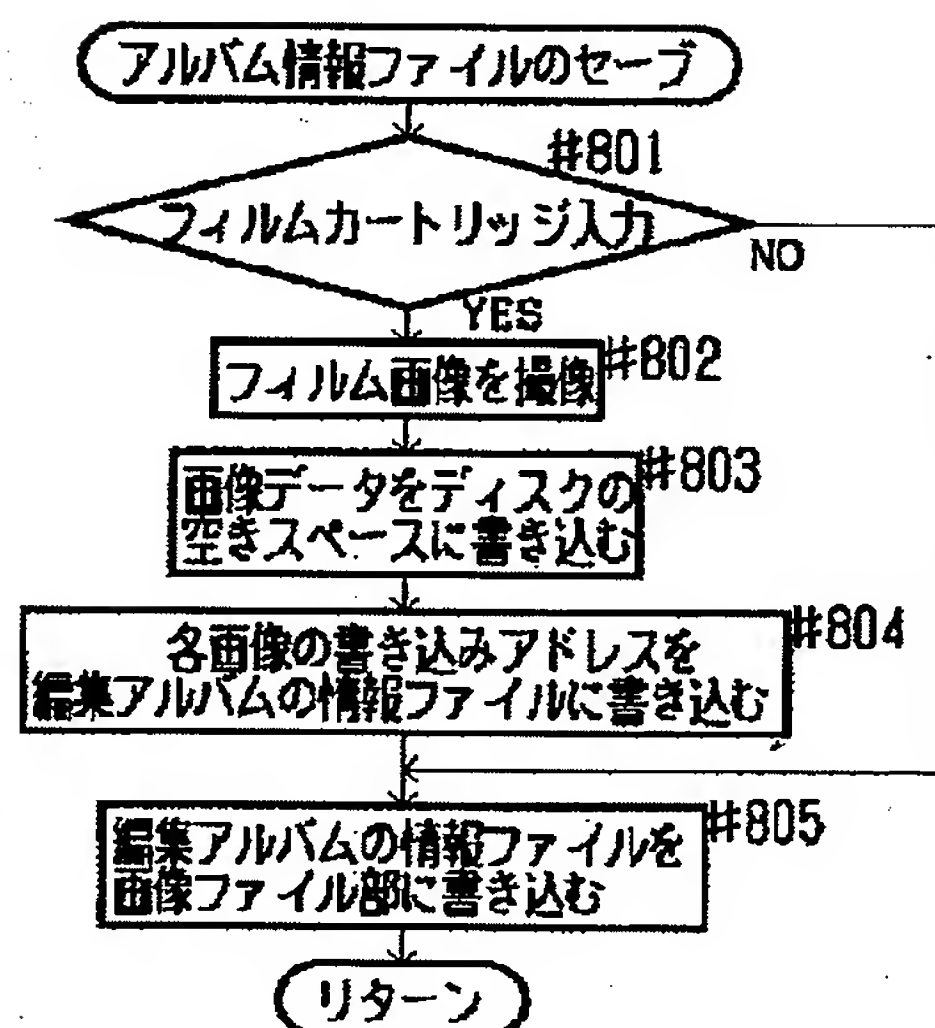 アルバム情報ファイルのセーブ
#801
フィルムカートリッジ入力
NO
YES
#802
フィルム画像を撮像
#803
画像データをディスクの
空きスペースに書き込む
#804
各画像の書き込みアドレスを
編集アルバムの情報ファイルに書き込む
#805
編集アルバムの情報ファイルを
画像ファイル部に書き込む
リターン